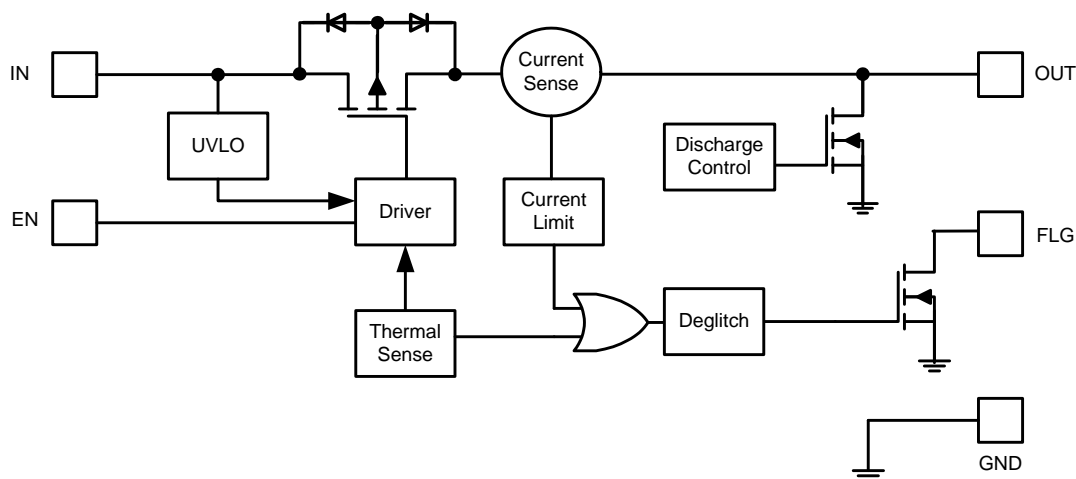 IN
Current
Sense
OUT
UVLO
Discharge
Control
EN
Driver
Current
Limit
FLG
Thermal
Sense
Deglitch
GND